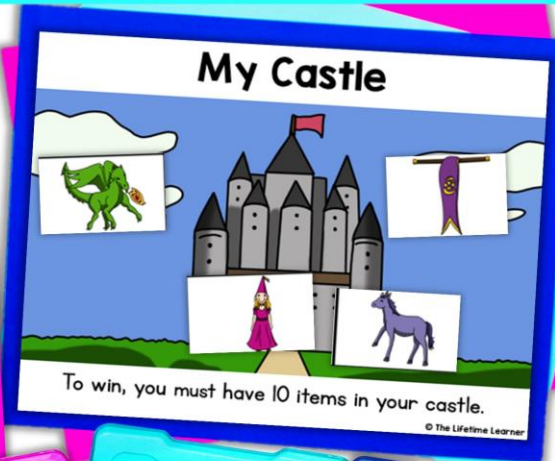 My Castle
To win, you must have 10 items in your castle.
© The Lifetime Learner